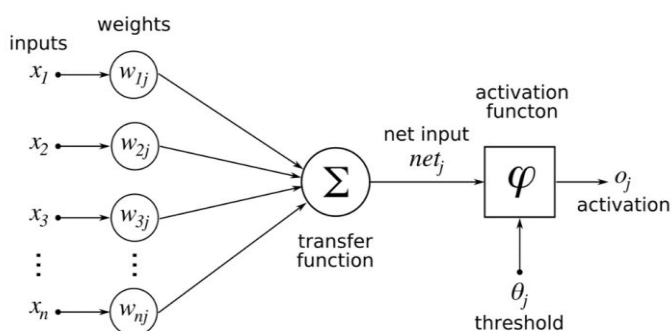 weights
inputs
x₁
w₁ⱼ
x₂
w₂ⱼ
x₃
w₃ⱼ
⋮
⋮
xₙ
wₙⱼ
Σ
transfer
function
net input
netⱼ
activation
functon
φ
oⱼ
activation
θⱼ
threshold